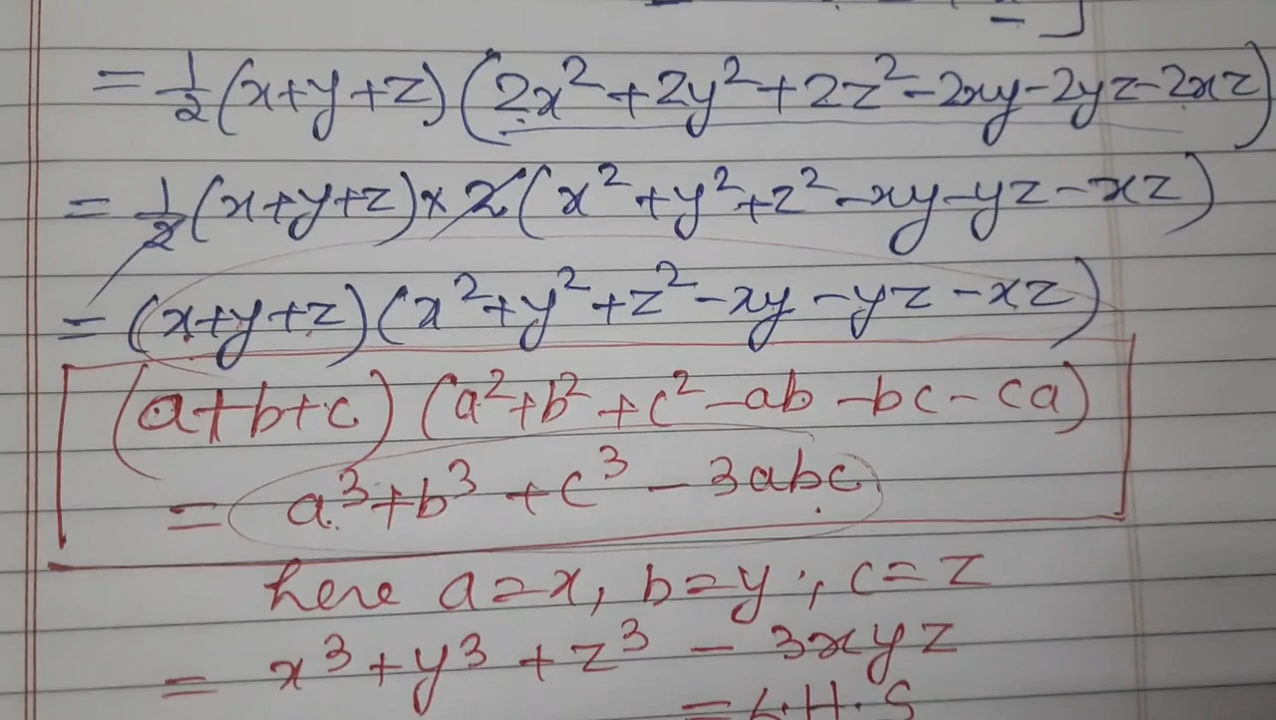 = 1/2 (x+y+z) (2x²+2y²+2z²-2xy-2yz-2xz)
= 1/2 (x+y+z) × 2 (x²+y²+z²-xy-yz-xz)
= (x+y+z) (x²+y²+z²-xy-yz-xz)
(a+b+c) (a²+b²+c²-ab-bc-ca)
= a³+b³+c³-3abc
here a=x, b=y, c=z
= x³+y³+z³-3xyz
= L.H.S